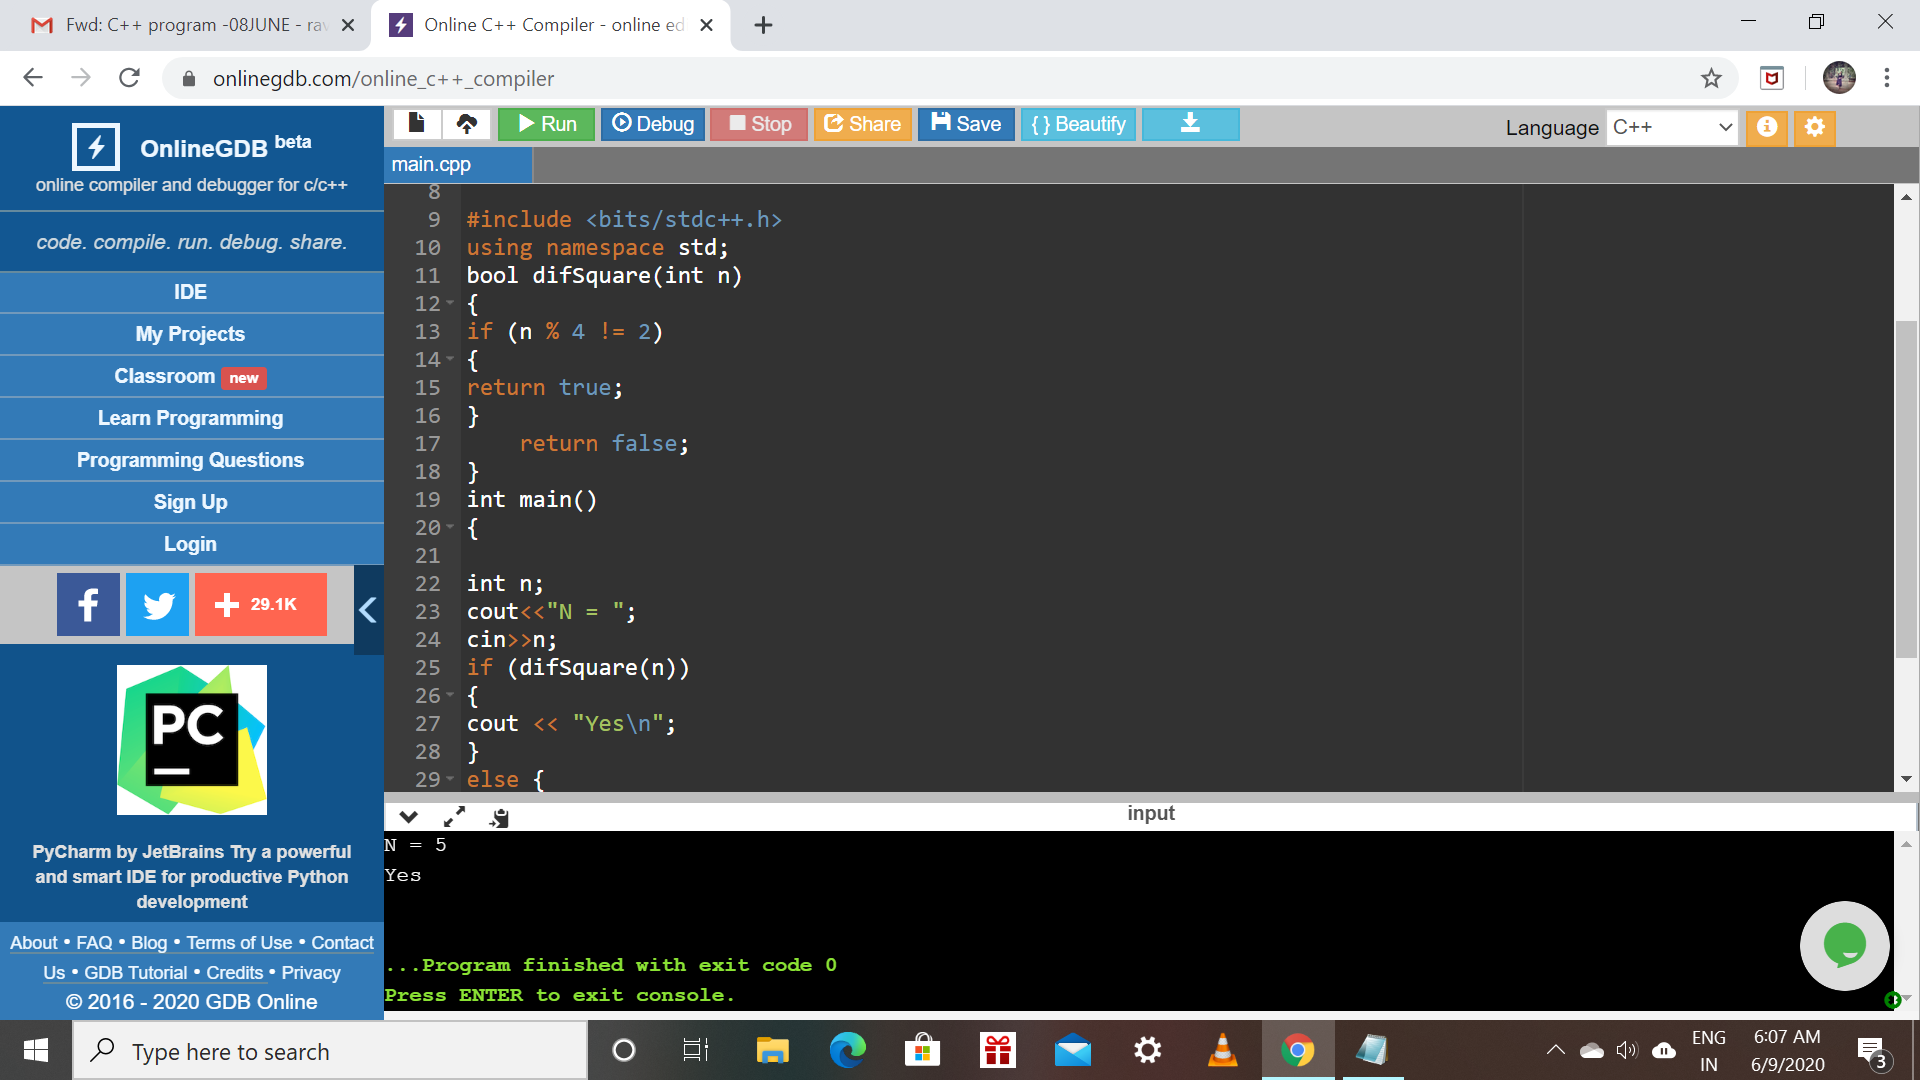 Fwd: C++ program -08JUNE - rav
Online C++ Compiler - online ed
onlinegdb.com/online_c++_compiler
OnlineGDB beta
online compiler and debugger for c/c++
code. compile. run. debug. share.
IDE
My Projects
Classroom new
Learn Programming
Programming Questions
Sign Up
Login
29.1K
PC
PyCharm by JetBrains Try a powerful
and smart IDE for productive Python
development
About • FAQ • Blog • Terms of Use • Contact
Us • GDB Tutorial • Credits • Privacy
© 2016 - 2020 GDB Online
Run Debug Stop Share Save { } Beautify
Language C++
main.cpp
8
9 #include <bits/stdc++.h>
10 using namespace std;
11 bool difSquare(int n)
12 {
13 if (n % 4 != 2)
14 {
15 return true;
16 }
17 return false;
18 }
19 int main()
20 {
21
22 int n;
23 cout<<"N = ";
24 cin>>n;
25 if (difSquare(n))
26 {
27 cout << "Yes\n";
28 }
29 else {
input
N = 5
Yes
...Program finished with exit code 0
Press ENTER to exit console.
Type here to search
ENG
IN
6:07 AM
6/9/2020
3